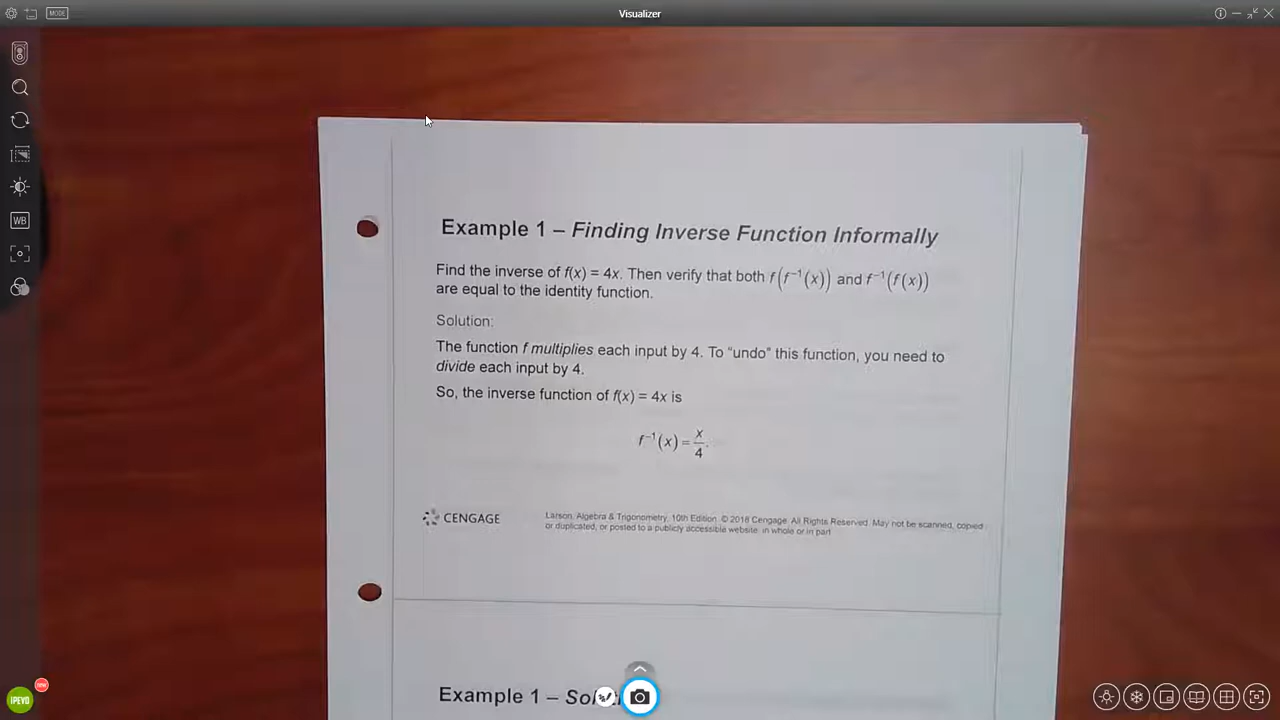 MODE
Visualizer
WB
Example 1 – Finding Inverse Function Informally
Find the inverse of f(x) = 4x. Then verify that both f(f⁻¹(x)) and f⁻¹(f(x))
are equal to the identity function.
Solution:
The function f multiplies each input by 4. To “undo” this function, you need to
divide each input by 4.
So, the inverse function of f(x) = 4x is
f⁻¹(x) = x/4.
CENGAGE
Larson, Algebra & Trigonometry, 10th Edition. © 2018 Cengage. All Rights Reserved. May not be scanned, copied
or duplicated, or posted to a publicly accessible website, in whole or in part.
Example 1 –
IPEVO
new